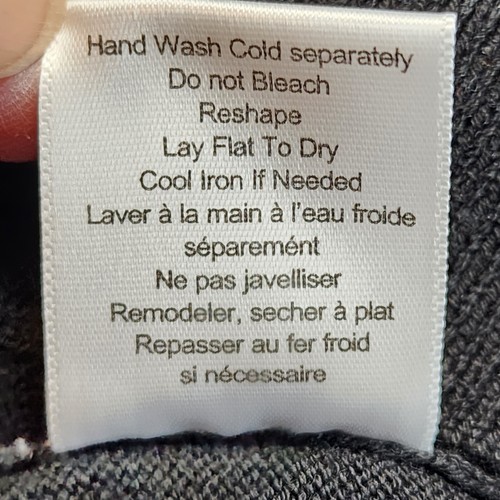 Hand Wash Cold separately
Do not Bleach
Reshape
Lay Flat To Dry
Cool Iron If Needed
Laver à la main à l'eau froide
séparemént
Ne pas javelliser
Remodeler, secher à plat
Repasser au fer froid
si nécessaire